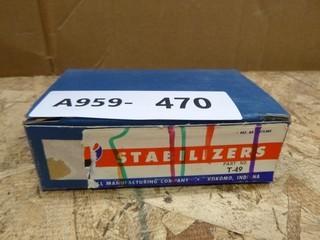 A959- 470
STABILIZERS
PART NO.
T-49
MANUFACTURING COMPANY • KOKOMO, INDIANA